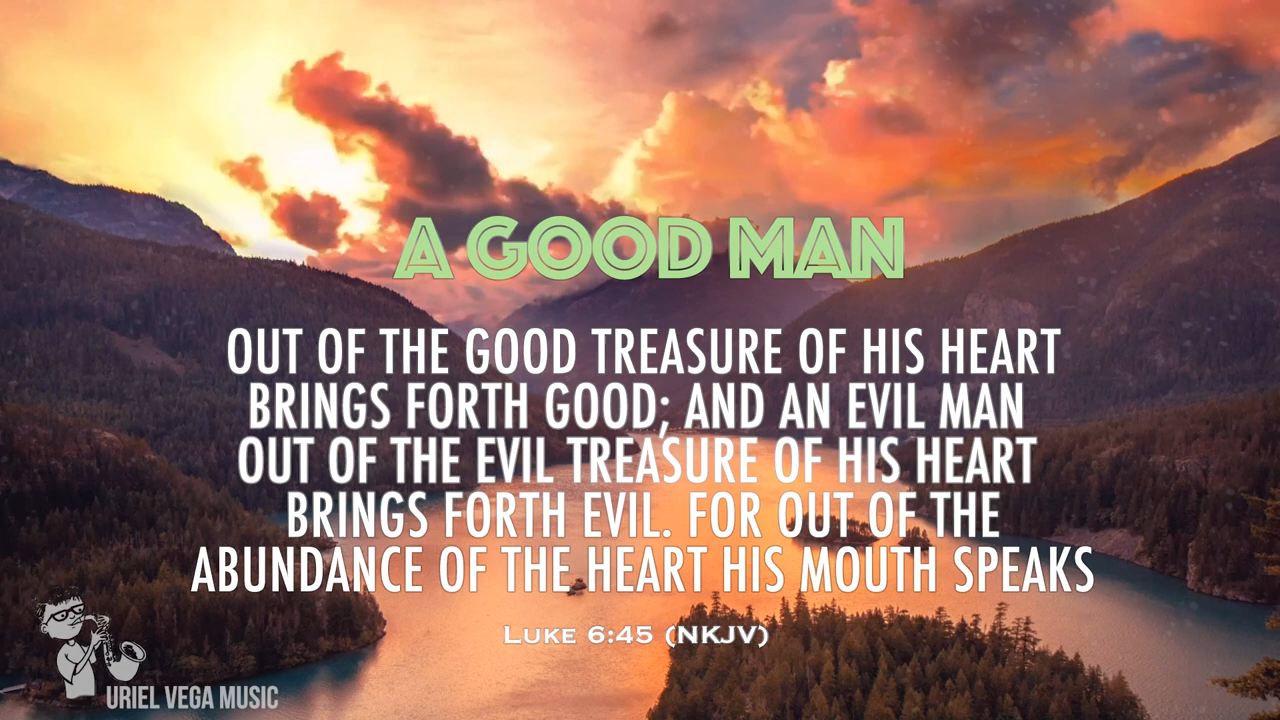 A GOOD MAN
OUT OF THE GOOD TREASURE OF HIS HEART
BRINGS FORTH GOOD; AND AN EVIL MAN
OUT OF THE EVIL TREASURE OF HIS HEART
BRINGS FORTH EVIL. FOR OUT OF THE
ABUNDANCE OF THE HEART HIS MOUTH SPEAKS
Luke 6:45 (NKJV)
URIEL VEGA MUSIC